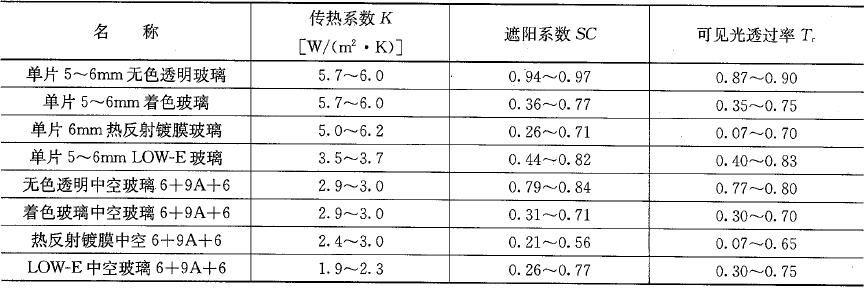 名 称 传热系数 K [W/(m²·K)] 遮阳系数 SC 可见光透过率 Tr
单片 5～6mm 无色透明玻璃 5.7～6.0 0.94～0.97 0.87～0.90
单片 5～6mm 着色玻璃 5.7～6.0 0.36～0.77 0.35～0.75
单片 6mm 热反射镀膜玻璃 5.0～6.2 0.26～0.71 0.07～0.70
单片 5～6mm LOW-E 玻璃 3.5～3.7 0.44～0.82 0.40～0.83
无色透明中空玻璃 6+9A+6 2.9～3.0 0.79～0.84 0.77～0.80
着色玻璃中空玻璃 6+9A+6 2.9～3.0 0.31～0.71 0.30～0.70
热反射镀膜中空 6+9A+6 2.4～3.0 0.21～0.56 0.07～0.65
LOW-E 中空玻璃 6+9A+6 1.9～2.3 0.26～0.77 0.30～0.75